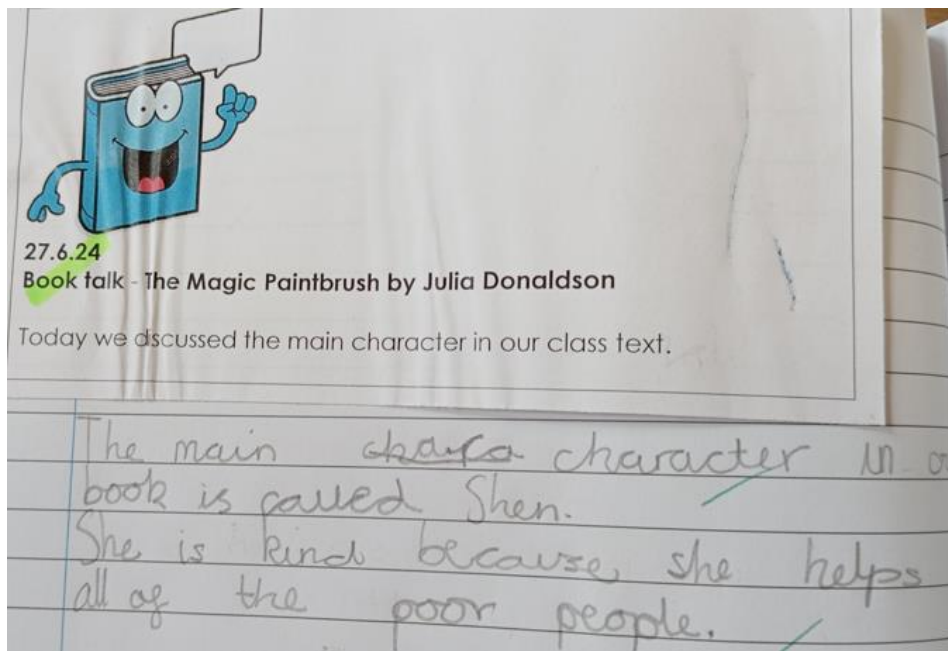 27.6.24
Book talk - The Magic Paintbrush by Julia Donaldson
Today we dscussed the main character in our class text.
The main chara character in
book is called Shen.
She is kind because she helps
all of the poor people.